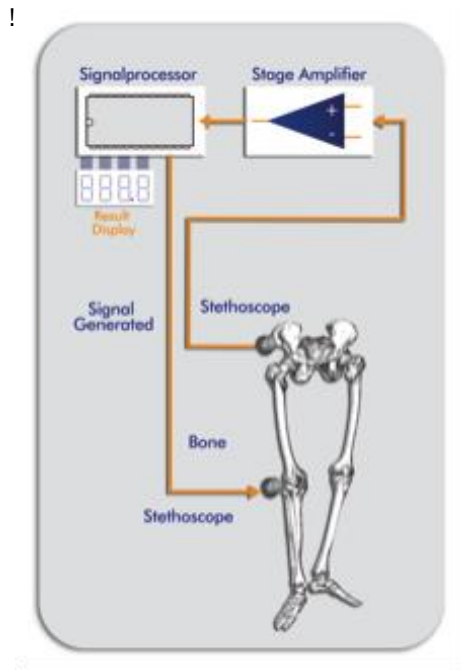 !
Signalprocessor
Stage Amplifier
+
-
8888
Result
Display
Signal
Generated
Stethoscope
Bone
Stethoscope